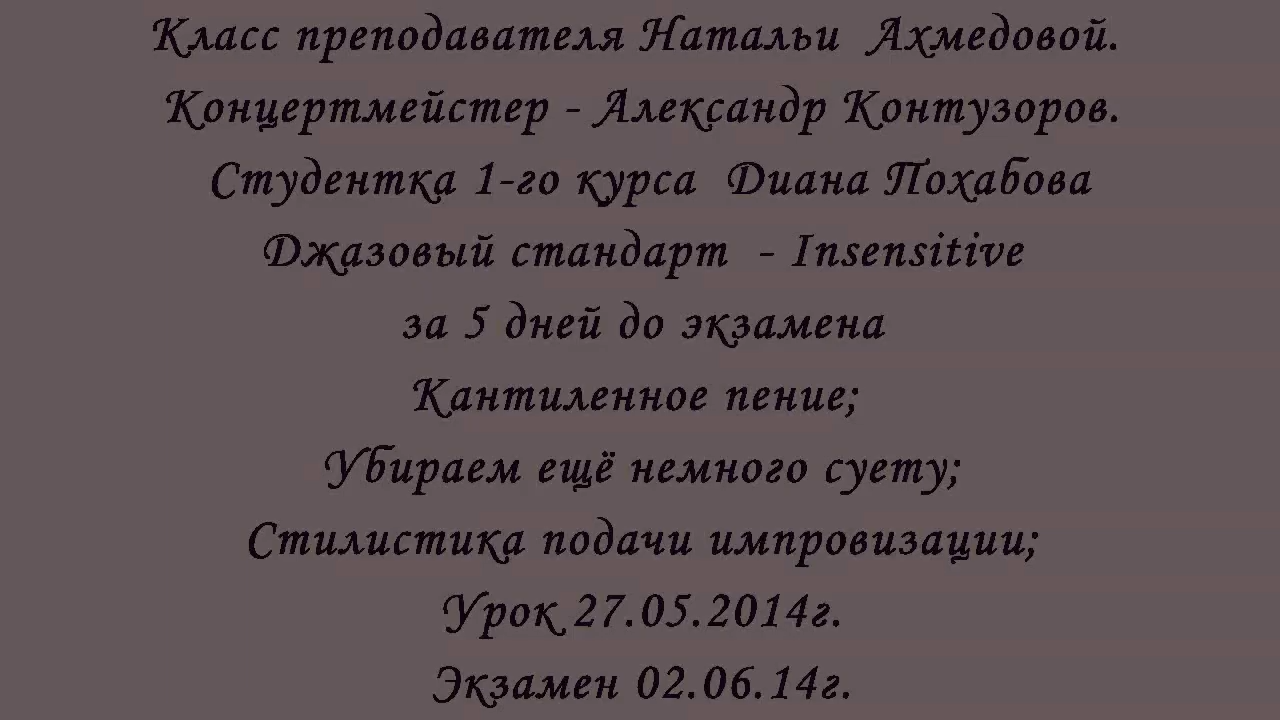 Класс преподавателя Натальи Ахмедовой.
Концертмейстер - Александр Контузоров.
Студентка 1-го курса Диана Похабова
Джазовый стандарт - Insensitive
за 5 дней до экзамена
Кантиленное пение;
Убираем ещё немного суету;
Стилистика подачи импровизации;
Урок 27.05.2014г.
Экзамен 02.06.14г.